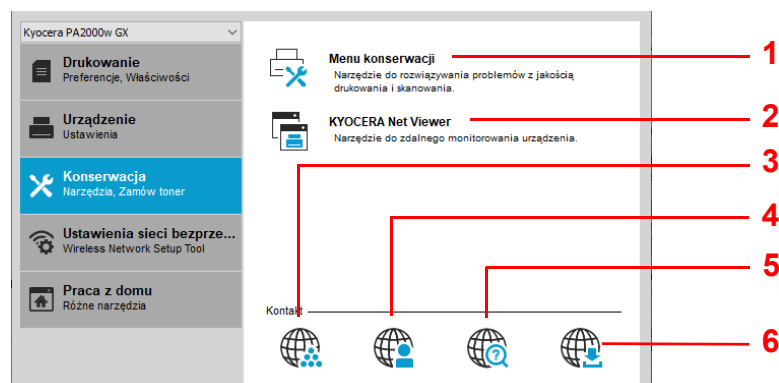 Kyocera PA2000w GX
Drukowanie
Preferencje, Właściwości
Urządzenie
Ustawienia
Konserwacja
Narzędzia, Zamów toner
Ustawienia sieci bezprze...
Wireless Network Setup Tool
Praca z domu
Różne narzędzia
Menu konserwacji
Narzędzie do rozwiązywania problemów z jakością
drukowania i skanowania.
KYOCERA Net Viewer
Narzędzie do zdalnego monitorowania urządzenia.
Kontakt
?
1
2
3
4
5
6